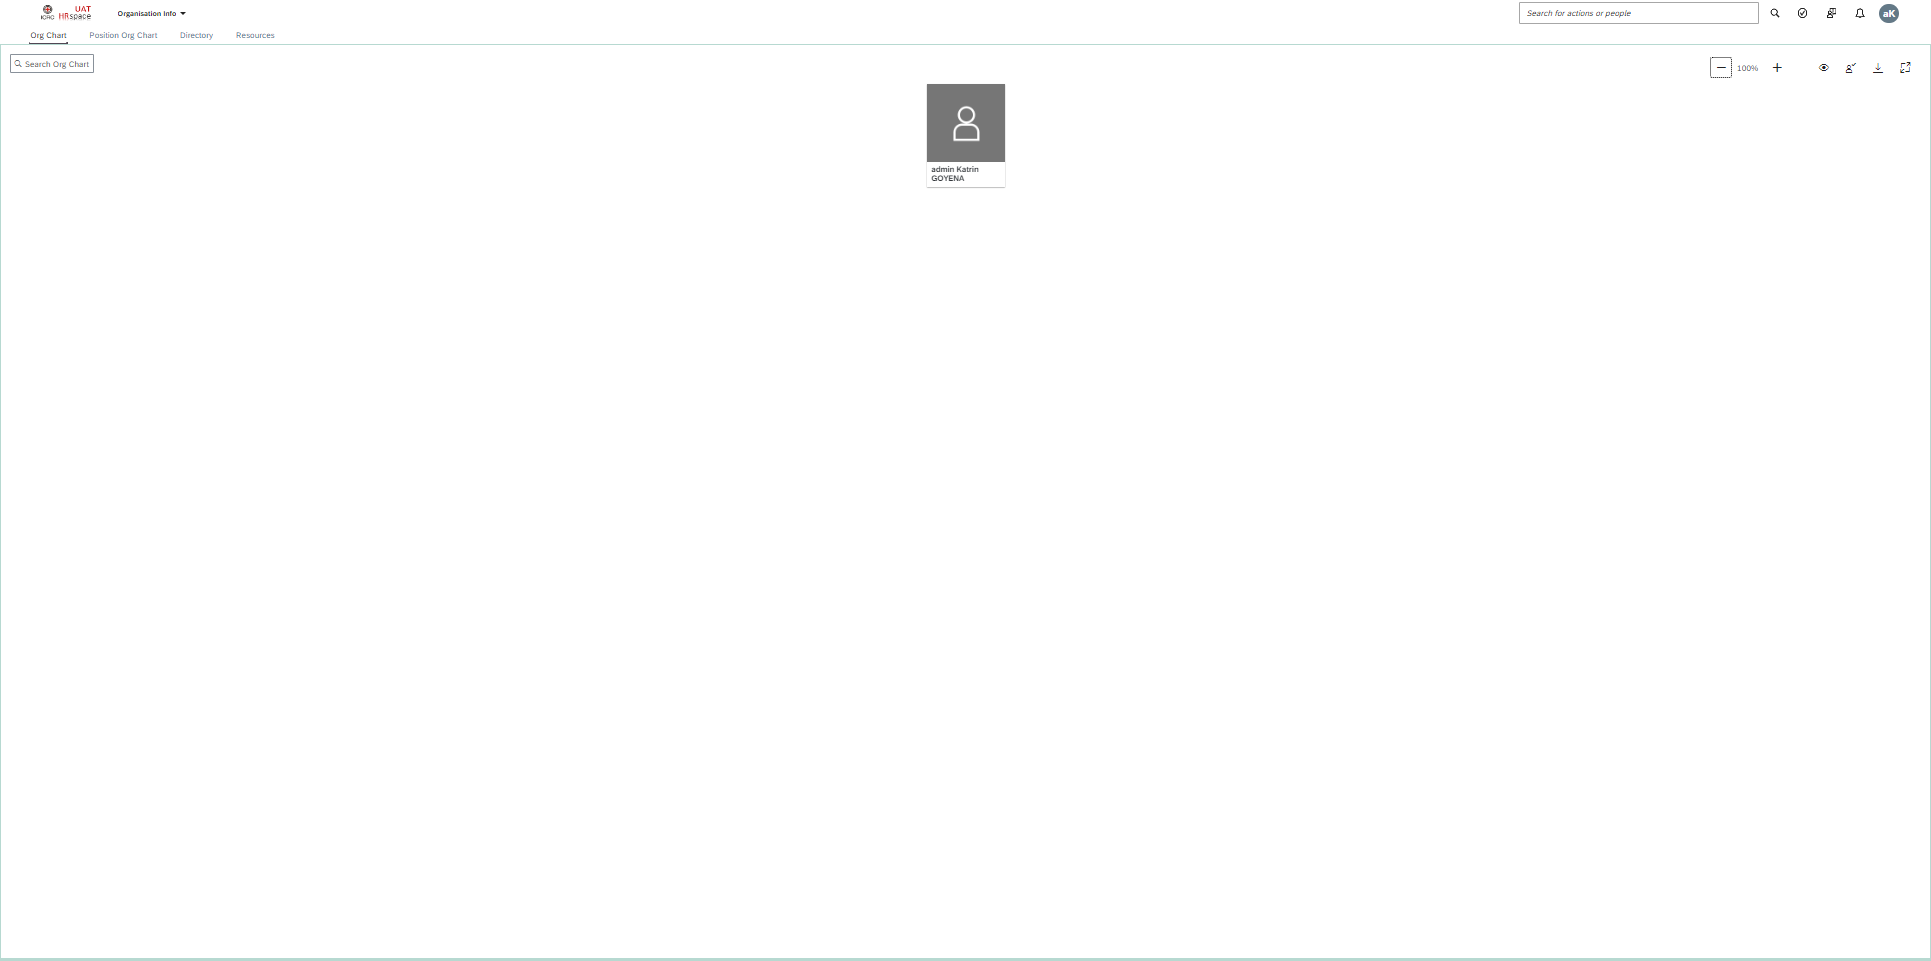 ICRC
UAT
HRspace
Organisation Info
Search for actions or people
aK
Org Chart
Position Org Chart
Directory
Resources
Search Org Chart
100%
admin Katrin
GOYENA